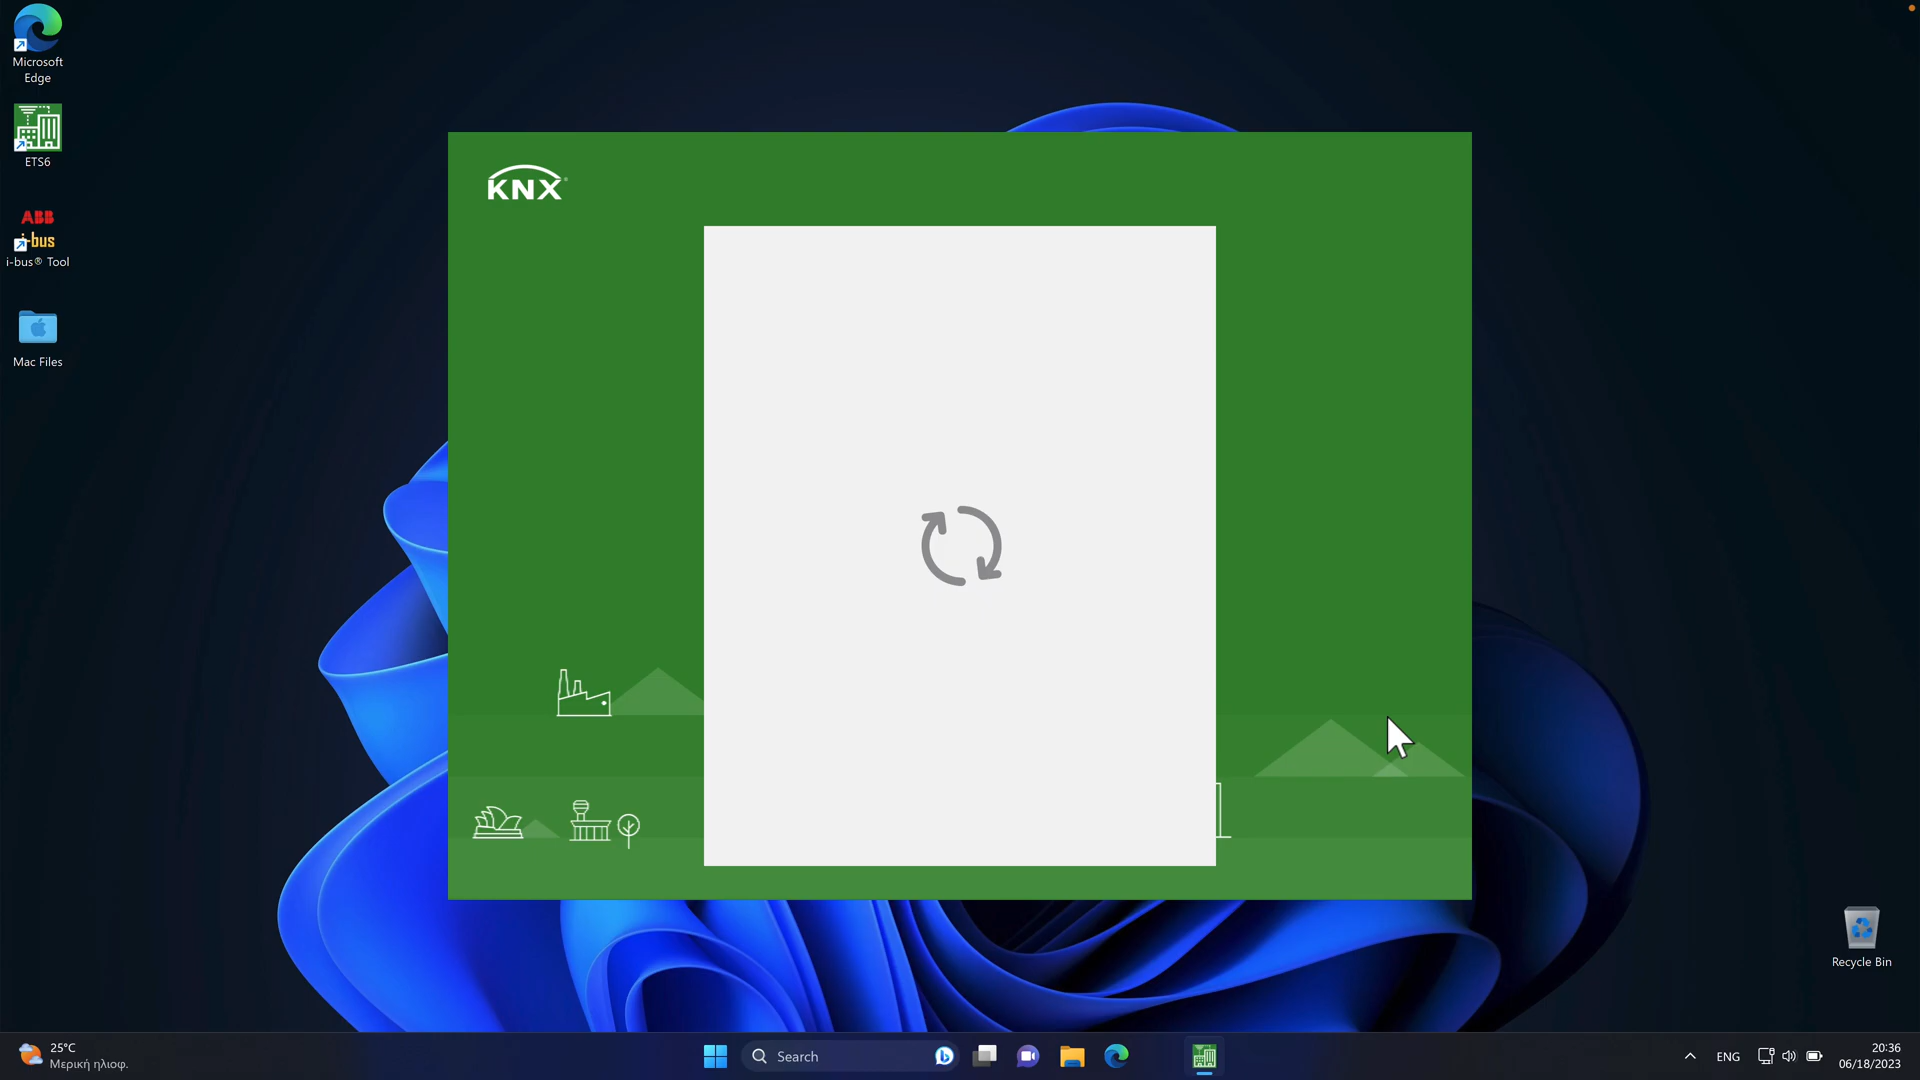 Microsoft
Edge
ETS6
ABB
i-bus
i-bus® Tool
Mac Files
KNX®
Recycle Bin
25°C
Μερική ηλιοφ.
Search
ENG
20:36
06/18/2023